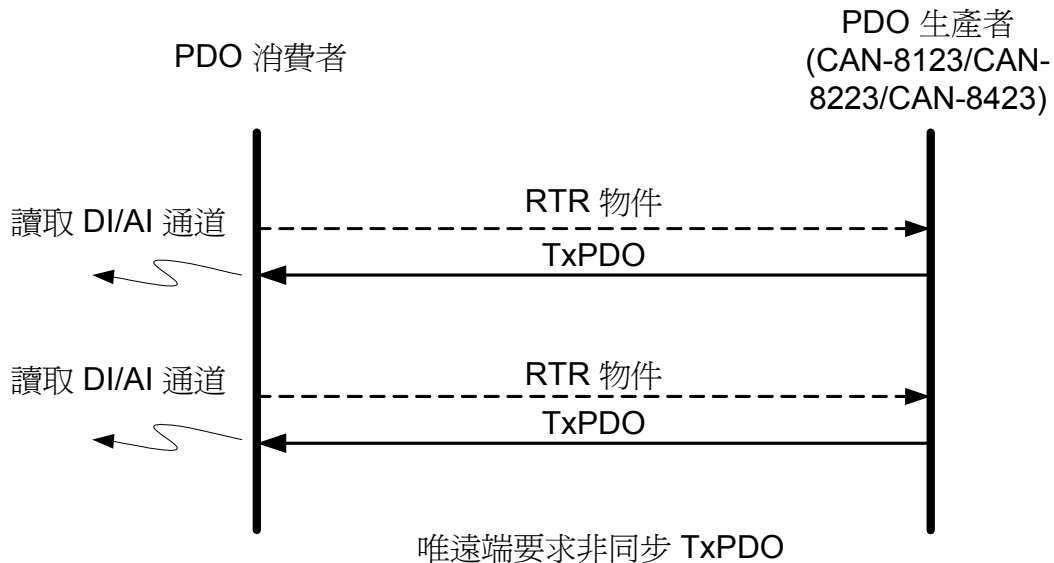 PDO 消費者
PDO 生產者
(CAN-8123/CAN-
8223/CAN-8423)
讀取 DI/AI 通道
RTR 物件
TxPDO
讀取 DI/AI 通道
RTR 物件
TxPDO
唯遠端要求非同步 TxPDO